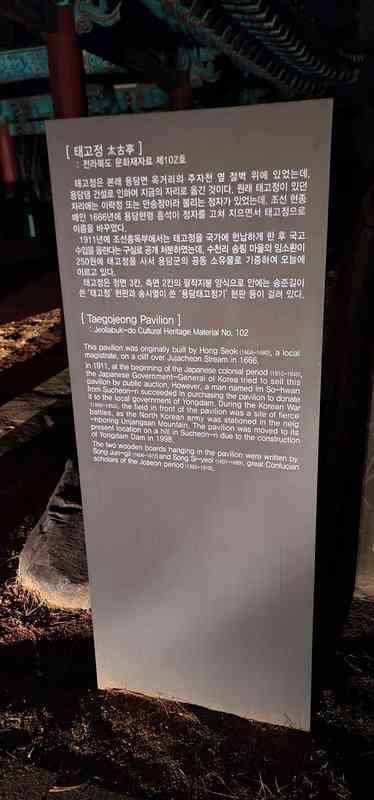 [ 태고정 太古亭 ]
: 전라북도 문화재자료 제102호
태고정은 본래 용담면 옥거리의 주자천 옆 절벽 위에 있었는데,
용담댐 건설로 인하여 지금의 자리로 옮긴 것이다. 원래 태고정이 있던
자리에는 이락정 또는 만송정이라 불리는 정자가 있었는데, 조선 현종
때인 1666년에 용담현령 홍석이 정자를 고쳐 지으면서 태고정으로
이름을 바꾸었다.
1911년에 조선총독부에서는 태고정을 국가에 헌납하게 한 후 국고
수입을 올린다는 구실로 공개 처분하였는데, 수천리 송림 마을의 임소환이
250원에 태고정을 사서 용담군의 공동 소유물로 기증하여 오늘에
이르고 있다.
태고정은 정면 3칸, 측면 2칸의 팔작지붕 양식으로 안에는 송준길이
쓴 '태고정' 현판과 송시열이 쓴 '용담태고정기' 현판 등이 걸려 있다.
[ Taegojeong Pavilion ]
: Jeollabuk-do Cultural Heritage Material No. 102
This pavilion was originally built by Hong Seok (1604-1680), a local
magistrate, on a cliff over Jujacheon Stream in 1666.
In 1911, at the beginning of the Japanese colonial period (1910-1945),
the Japanese Government-General of Korea tried to sell this
pavilion by public auction. However, a man named Im So-hwan
from Sucheon-ri succeeded in purchasing the pavilion to donate
it to the local government of Yongdam. During the Korean War
(1950-1953), the field in front of the pavilion was a site of fierce
battles, as the North Korean army was stationed in the neig
-hboring Unjangsan Mountain. The pavilion was moved to its
present location on a hill in Sucheon-ri due to the construction
of Yongdam Dam in 1998.
The two wooden boards hanging in the pavilion were written by
Song Jun-gil (1606-1672) and Song Si-yeol (1607-1689), great Confucian
scholars of the Joseon period (1392-1910).